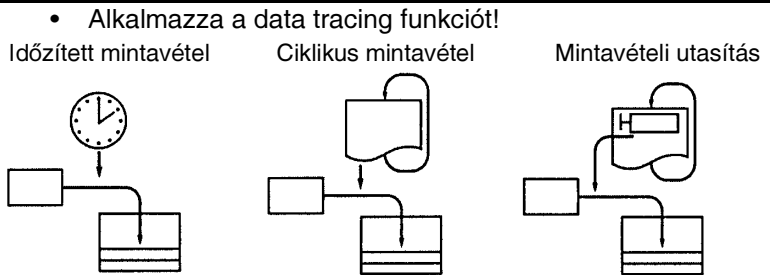 • Alkalmazza a data tracing funkciót!
Időzített mintavétel Ciklikus mintavétel Mintavételi utasítás